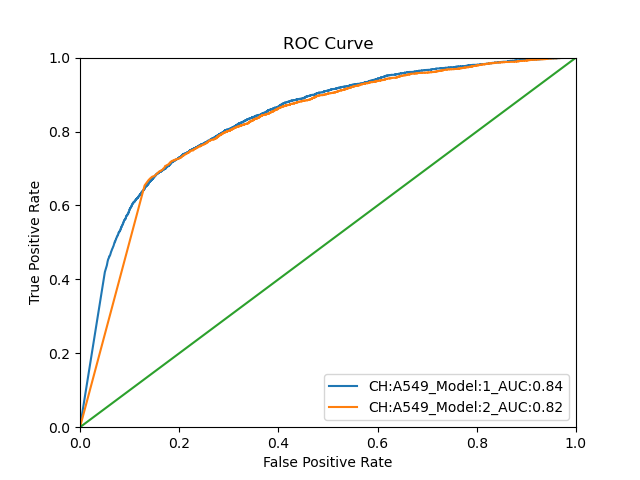 ROC Curve
1.0
0.8
0.6
0.4
0.2
0.0
True Positive Rate
CH:A549_Model:1_AUC:0.84
CH:A549_Model:2_AUC:0.82
0.0 0.2 0.4 0.6 0.8 1.0
False Positive Rate